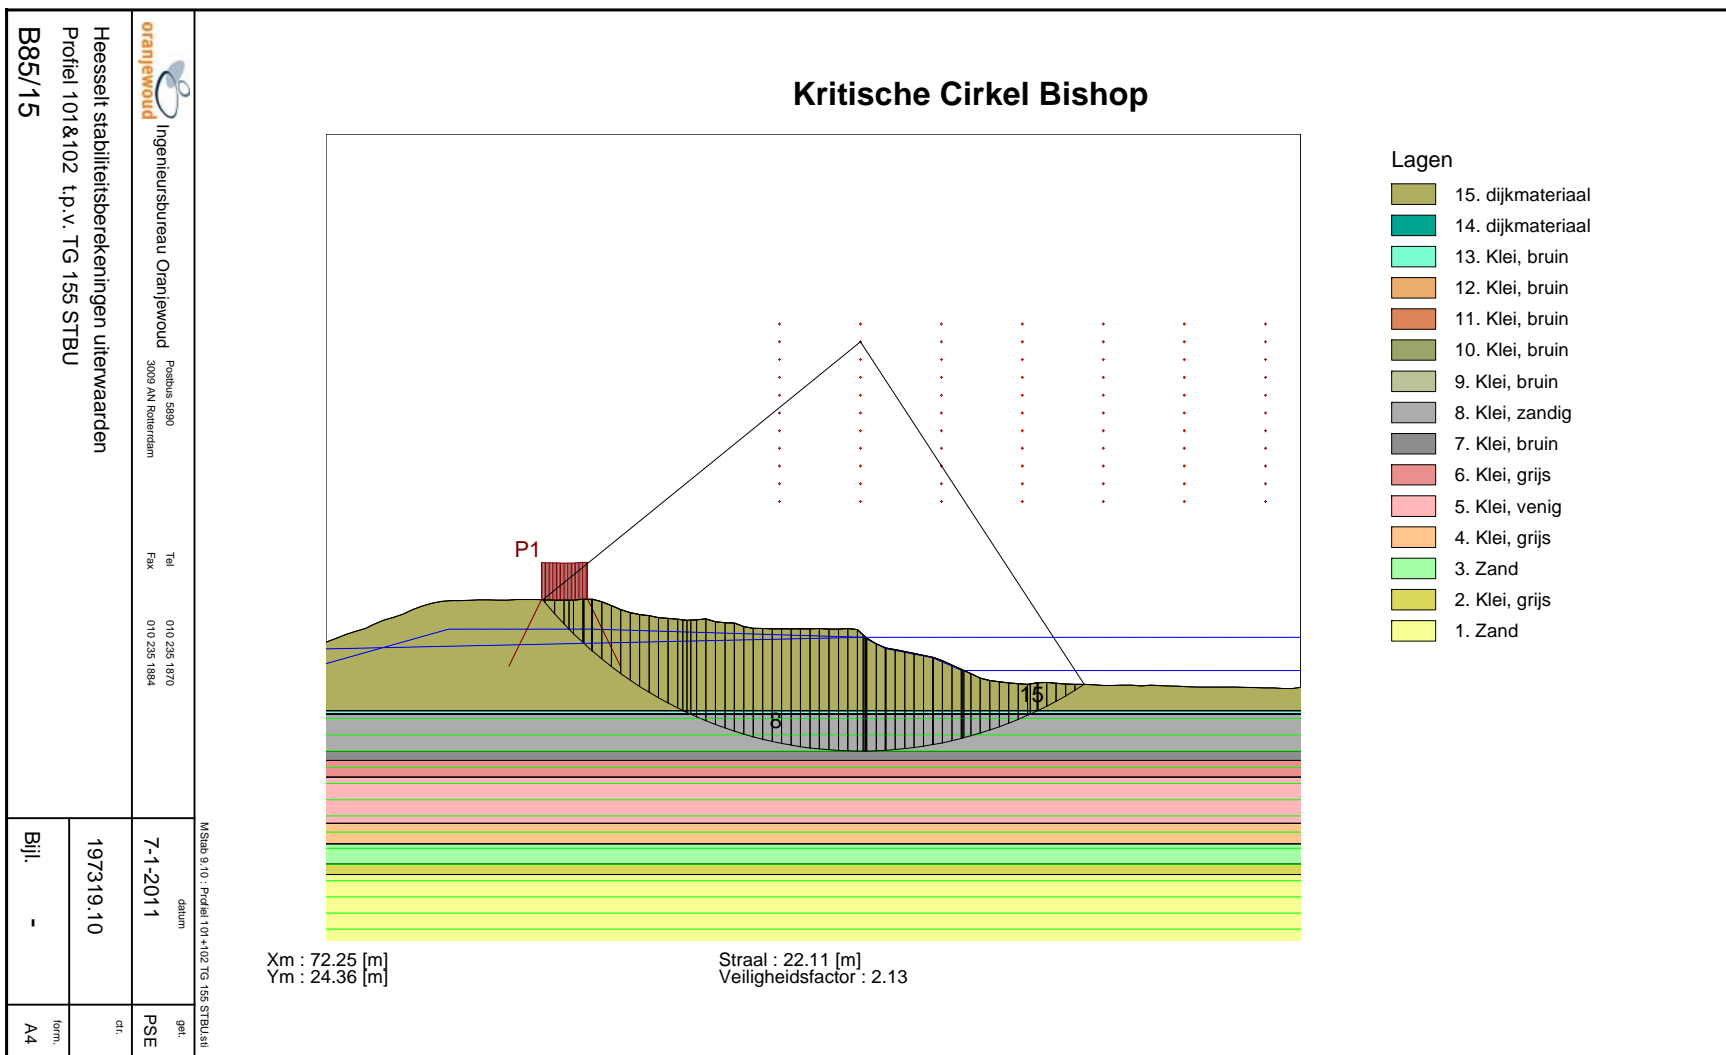 Kritische Cirkel Bishop
P1
15
8
Lagen
15. dijkmateriaal
14. dijkmateriaal
13. Klei, bruin
12. Klei, bruin
11. Klei, bruin
10. Klei, bruin
9. Klei, bruin
8. Klei, zandig
7. Klei, bruin
6. Klei, grijs
5. Klei, venig
4. Klei, grijs
3. Zand
2. Klei, grijs
1. Zand
Xm : 72.25 [m]
Ym : 24.36 [m]
Straal : 22.11 [m]
Veiligheidsfactor : 2.13
MStab 9.10 : Profiel 101+102 TG 155 STBU.sti
oranjewoud
Ingenieursbureau Oranjewoud
Postbus 5890
3009 AN Rotterdam
Tel 010 235 1870
Fax 010 235 1884
datum
7-1-2011
get.
PSE
Heesselt stabiliteitsberekeningen uiterwaarden
Profiel 101&102 t.p.v. TG 155 STBU
197319.10
ctr.
B85/15
Bijl. -
form.
A4